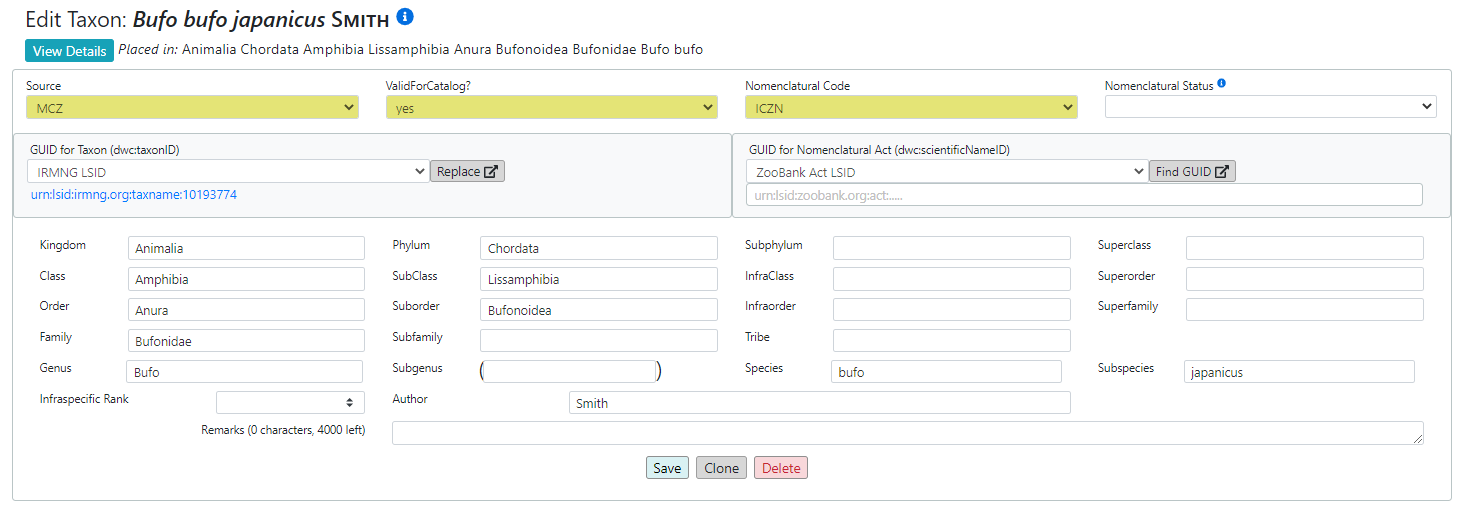 Edit Taxon: Bufo bufo japanicus SMITH i
View Details Placed in: Animalia Chordata Amphibia Lissamphibia Anura Bufonoidea Bufonidae Bufo bufo
Source ValidForCatalog? Nomenclatural Code Nomenclatural Status i
MCZ yes ICZN
GUID for Taxon (dwc:taxonID) GUID for Nomenclatural Act (dwc:scientificNameID)
IRMNG LSID Replace ZooBank Act LSID Find GUID
urn:lsid:irmng.org:taxname:10193774 urn:lsid:zoobank.org:act:.....
Kingdom Animalia Phylum Chordata Subphylum Superclass
Class Amphibia SubClass Lissamphibia InfraClass Superorder
Order Anura Suborder Bufonoidea Infraorder Superfamily
Family Bufonidae Subfamily Tribe
Genus Bufo Subgenus ( ) Species bufo Subspecies japanicus
Infraspecific Rank Author Smith
Remarks (0 characters, 4000 left)
Save Clone Delete